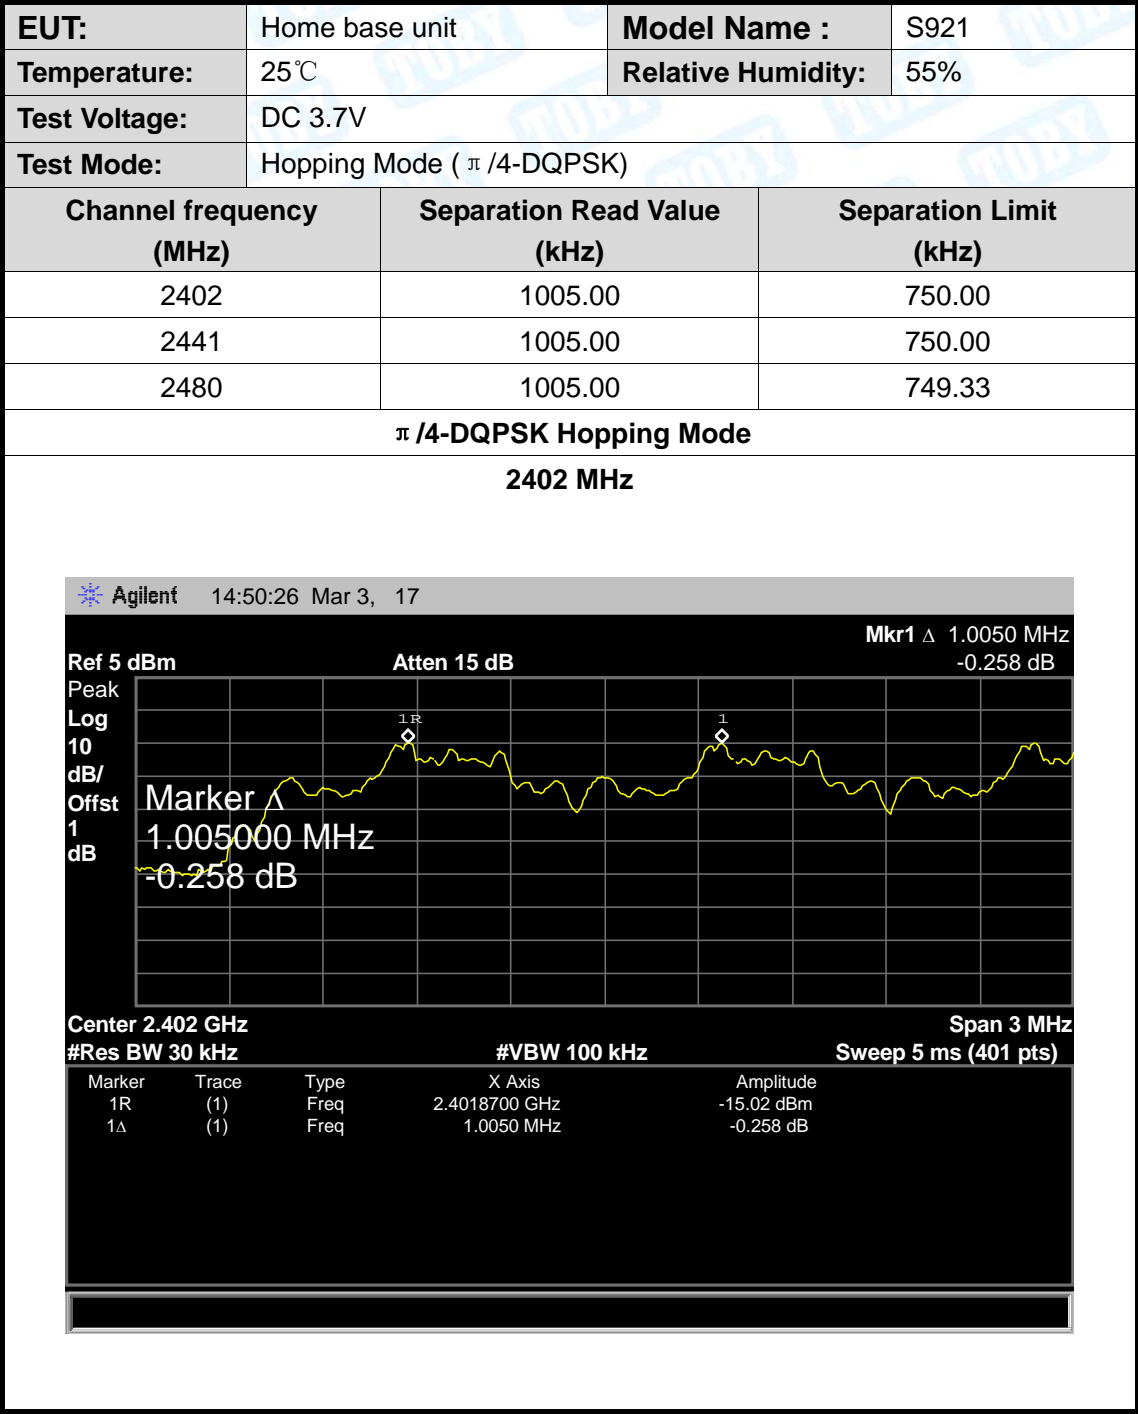 EUT: Home base unit Model Name : S921
Temperature: 25℃ Relative Humidity: 55%
Test Voltage: DC 3.7V
Test Mode: Hopping Mode ( π /4-DQPSK)
Channel frequency (MHz) Separation Read Value (kHz) Separation Limit (kHz)
2402 1005.00 750.00
2441 1005.00 750.00
2480 1005.00 749.33
π /4-DQPSK Hopping Mode
2402 MHz
Agilent 14:50:26 Mar 3, 17
Mkr1 Δ 1.0050 MHz
Ref 5 dBm Atten 15 dB -0.258 dB
Peak
Log
10
dB/
Offst
1
dB
1R 1
Marker Δ
1.005000 MHz
-0.258 dB
Center 2.402 GHz Span 3 MHz
#Res BW 30 kHz #VBW 100 kHz Sweep 5 ms (401 pts)
Marker Trace Type X Axis Amplitude
1R (1) Freq 2.4018700 GHz -15.02 dBm
1Δ (1) Freq 1.0050 MHz -0.258 dB
TOBY